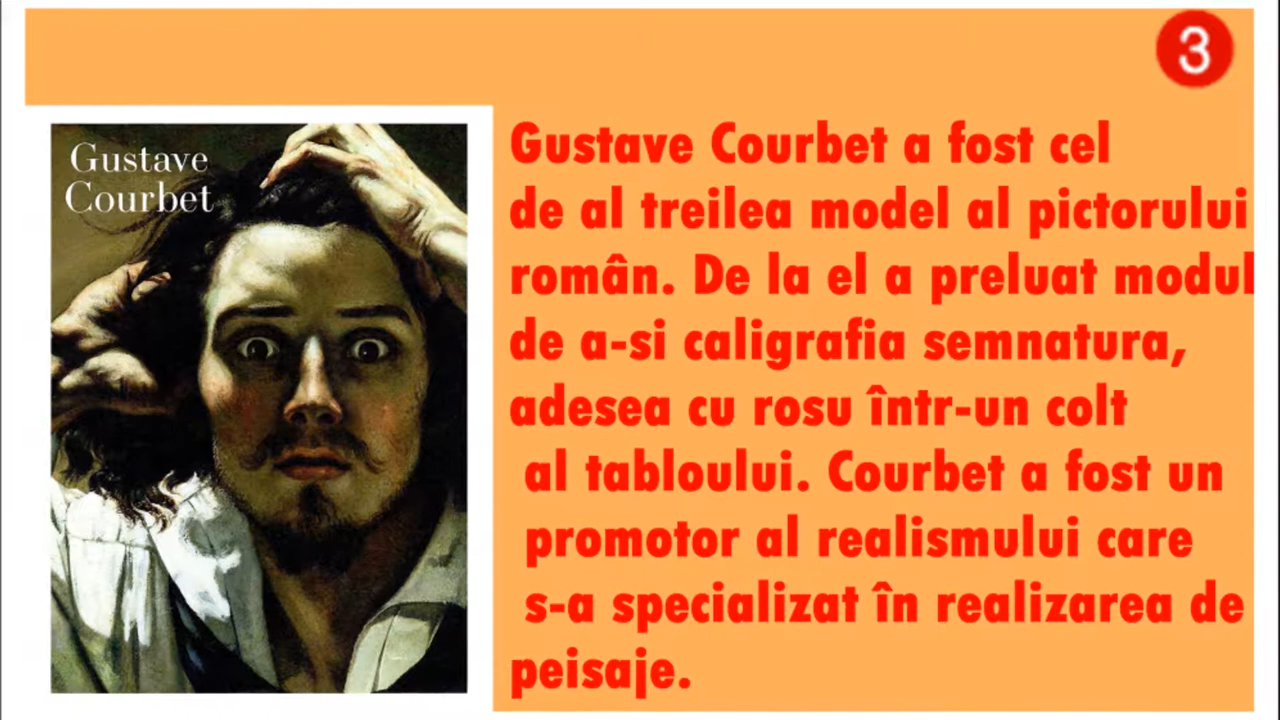 3
Gustave
Courbet
Gustave Courbet a fost cel
de al treilea model al pictorului
român. De la el a preluat modul
de a-si caligrafia semnatura,
adesea cu rosu într-un colt
al tabloului. Courbet a fost un
promotor al realismului care
s-a specializat în realizarea de
peisaje.